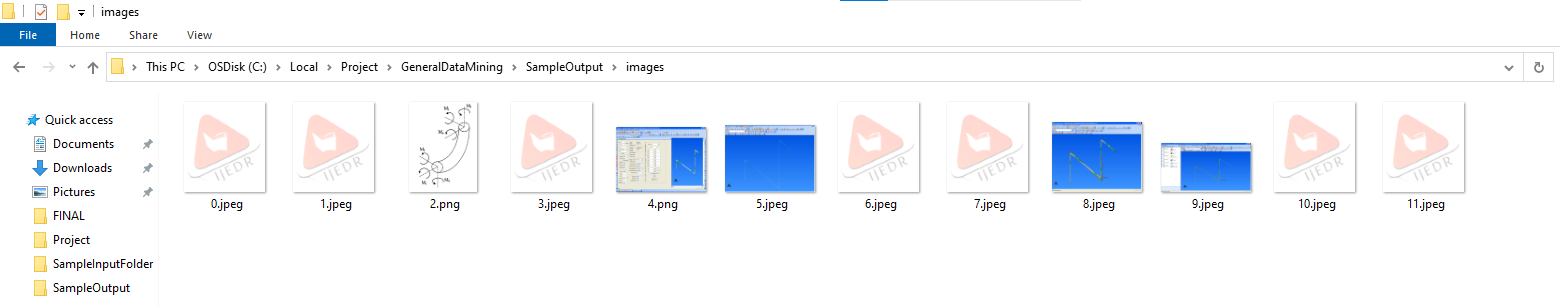 images
File Home Share View
This PC OSDisk (C:) Local Project GeneralDataMining SampleOutput images
Quick access
Documents
Downloads
Pictures
FINAL
Project
SampleInputFolder
SampleOutput
IJEDR IJEDR IJEDR IJEDR IJEDR IJEDR IJEDR
0.jpeg 1.jpeg 2.png 3.jpeg 4.png 5.jpeg 6.jpeg 7.jpeg 8.jpeg 9.jpeg 10.jpeg 11.jpeg